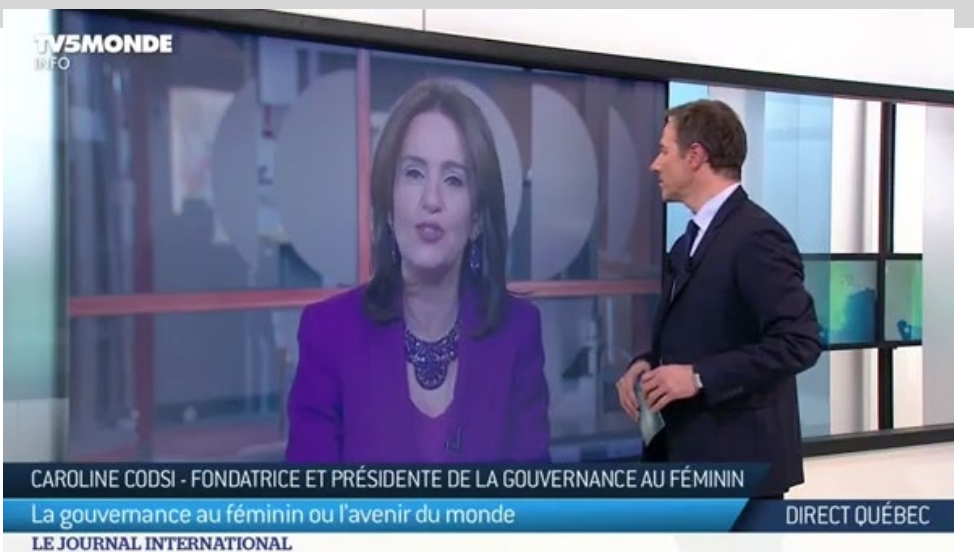 TV5MONDE
INFO
CAROLINE CODSI - FONDATRICE ET PRÉSIDENTE DE LA GOUVERNANCE AU FÉMININ
La gouvernance au féminin ou l'avenir du monde
DIRECT QUÉBEC
LE JOURNAL INTERNATIONAL